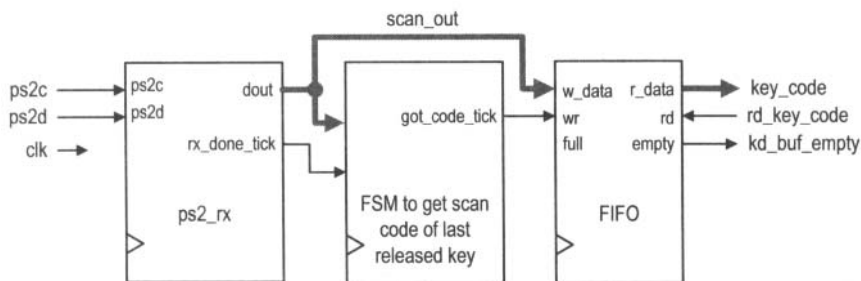 scan_out
ps2c
ps2d
clk
ps2c
ps2d
dout
rx_done_tick
ps2_rx
got_code_tick
FSM to get scan
code of last
released key
w_data
r_data
wr
rd
full
empty
FIFO
key_code
rd_key_code
kd_buf_empty